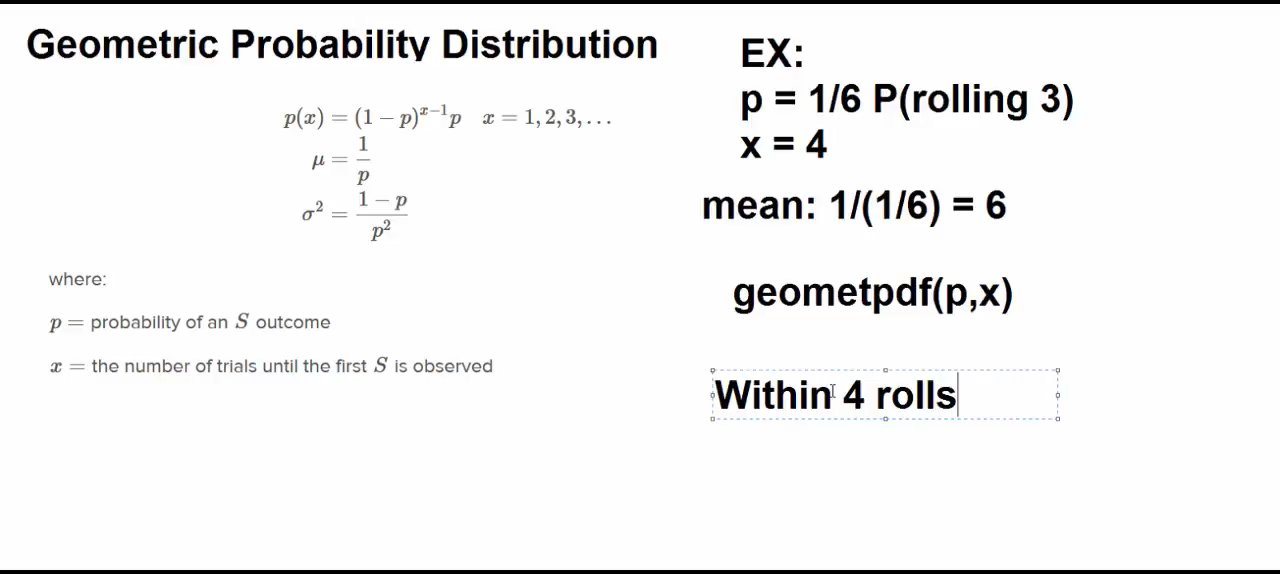 Geometric Probability Distribution
p(x) = (1 − p)^{x−1}p x = 1, 2, 3, . . .
μ = 1/p
σ² = (1 − p)/p²
where:
p = probability of an S outcome
x = the number of trials until the first S is observed
EX:
p = 1/6 P(rolling 3)
x = 4
mean: 1/(1/6) = 6
geometpdf(p,x)
Within 4 rolls